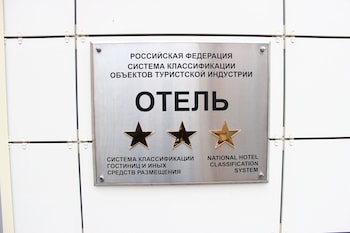 РОССИЙСКАЯ ФЕДЕРАЦИЯ
СИСТЕМА КЛАССИФИКАЦИИ
ОБЪЕКТОВ ТУРИСТСКОЙ ИНДУСТРИИ
ОТЕЛЬ
СИСТЕМА КЛАССИФИКАЦИИ
ГОСТИНИЦ И ИНЫХ
СРЕДСТВ РАЗМЕЩЕНИЯ
NATIONAL HOTEL
CLASSIFICATION
SYSTEM